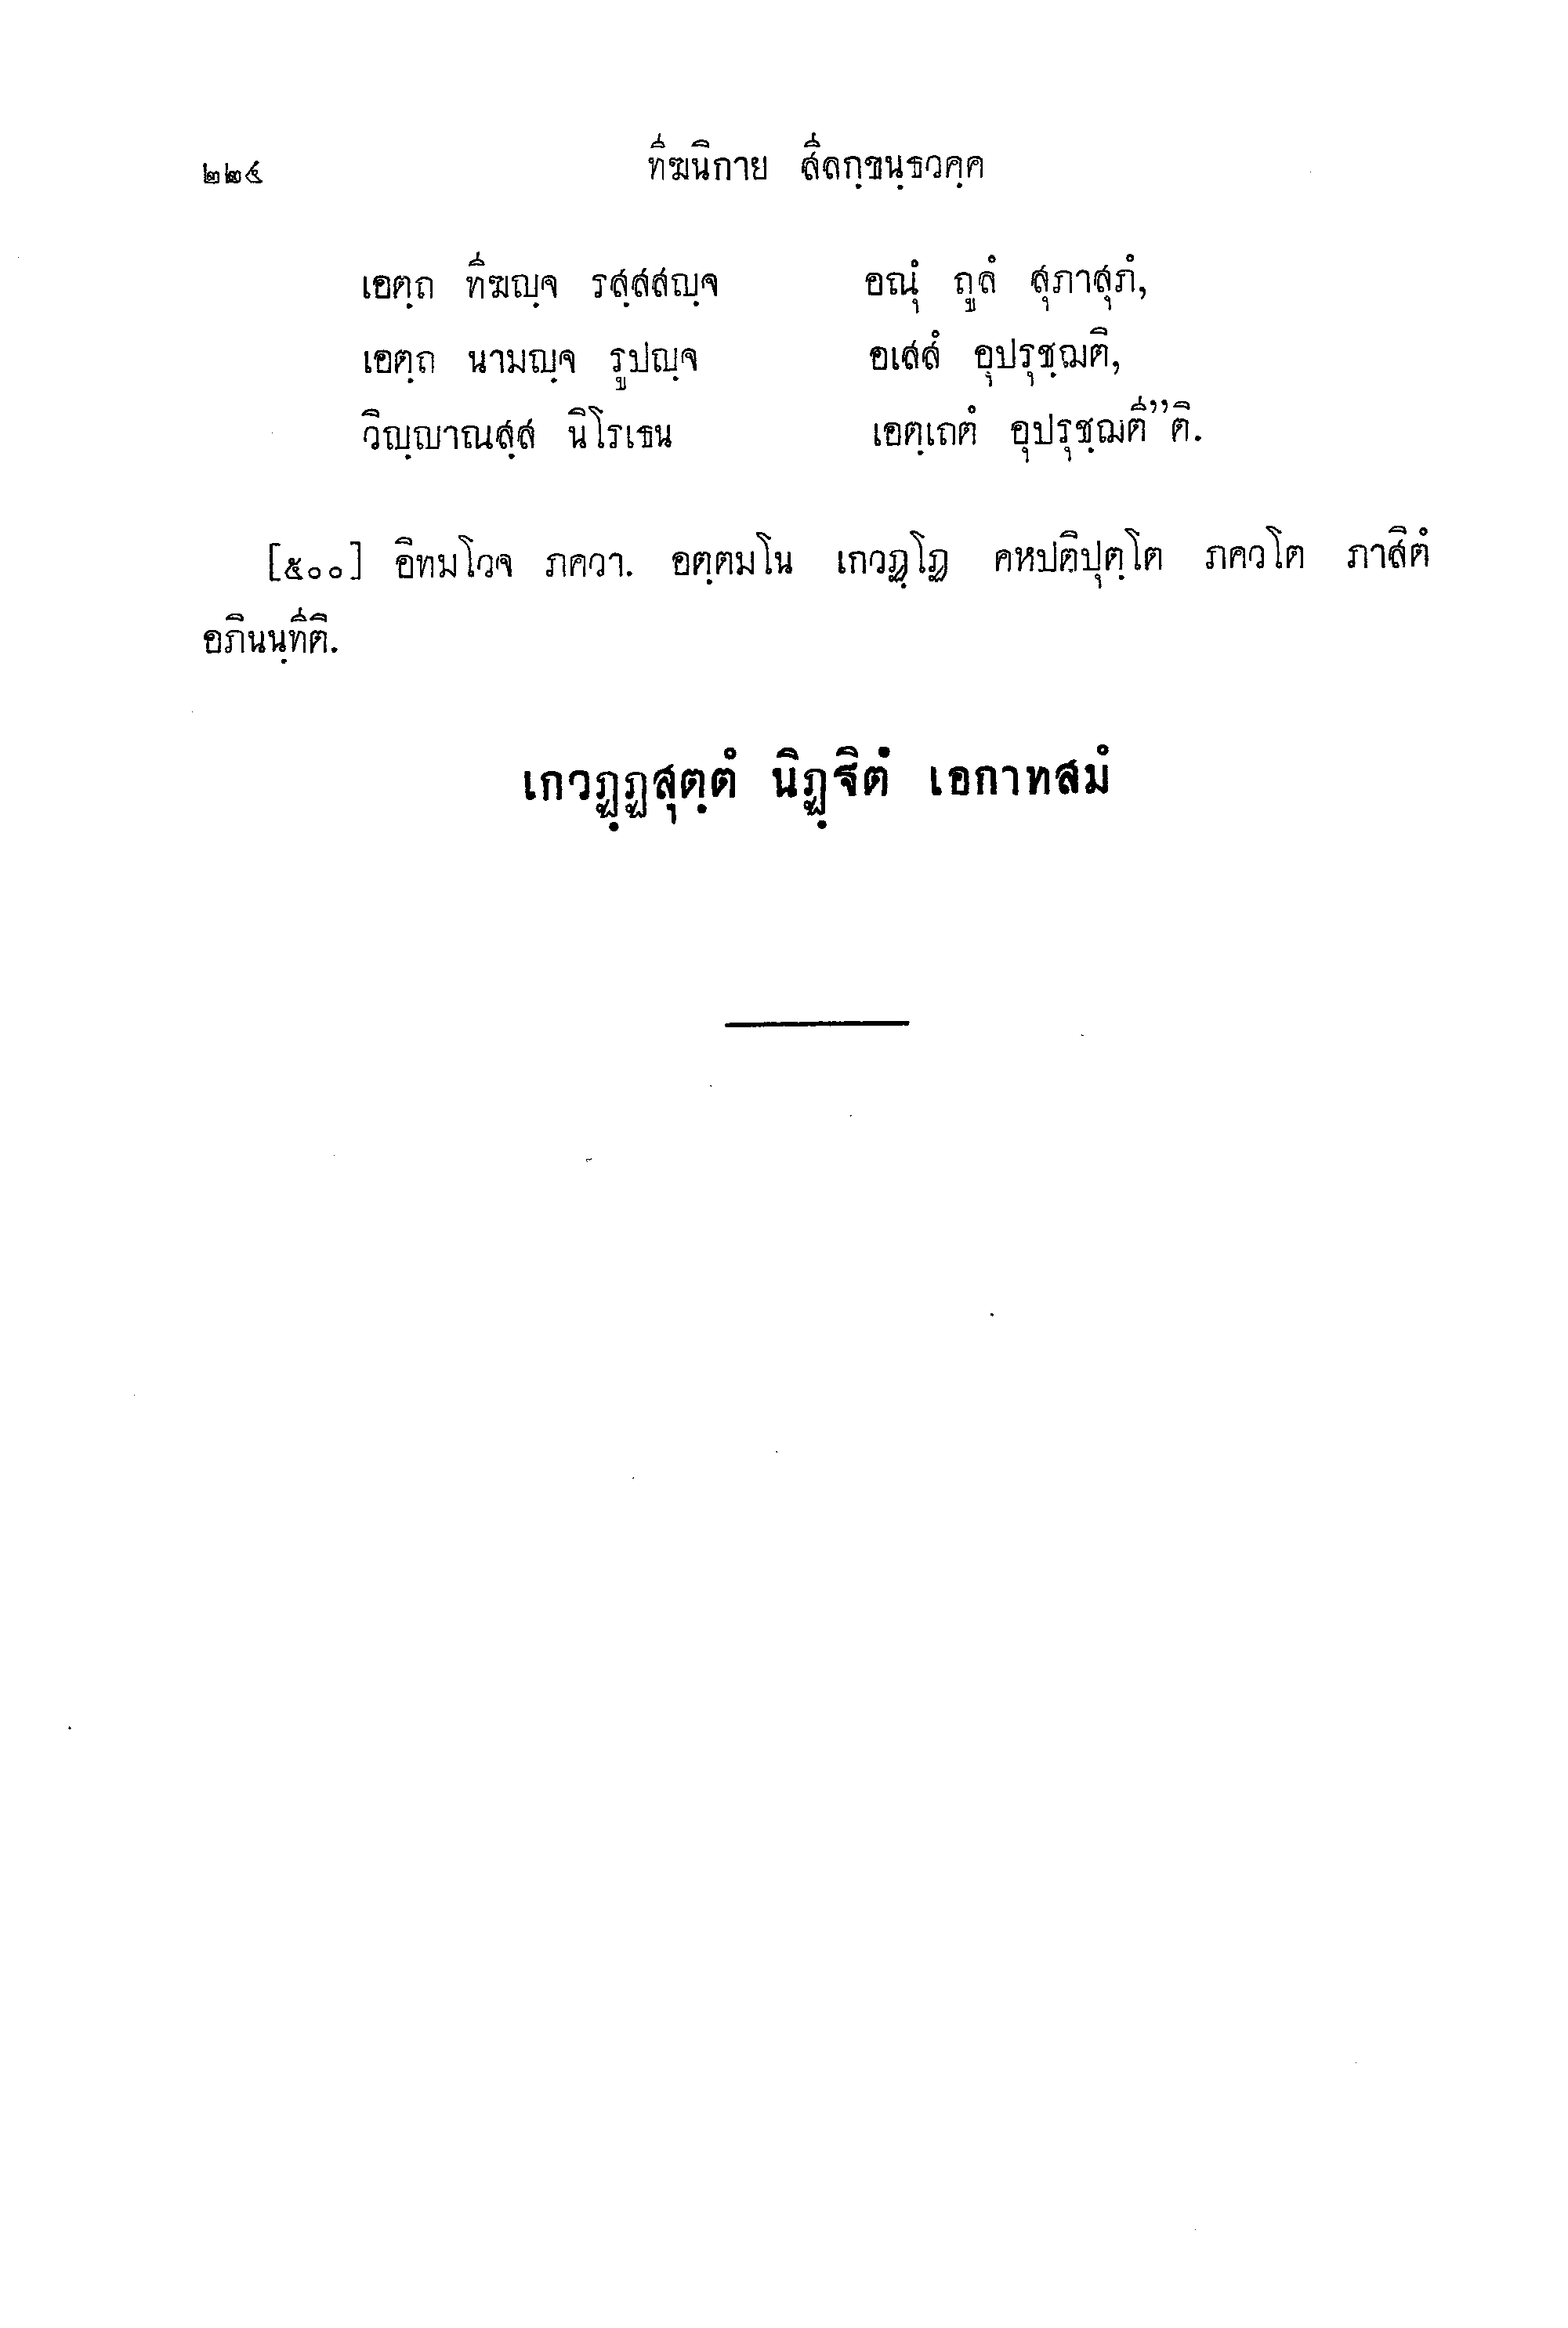 ๒๒๔ ทีฆนิกาย สีลกฺขนฺธวคฺค
เอตฺถ ทีฆญฺจ รสฺสสญฺจ อณุํ ถูลํ สุภาสุภํ,
เอตฺถ นามญฺจ รูปญฺจ อเสสํ อุปรุชฺฌติ,
วิญฺญาณสฺส นิโรเธน เอตฺเถตํ อุปรุชฺฌตี”ติ.
[๕๐๐] อิทมโวจ ภควา. อตฺตมโน เกวฏฺโฏ คหปติปุตฺโต ภควโต ภาสิตํ
อภินนฺทีติ.
เกวฏฺฏสุตฺตํ นิฏฺฐิตํ เอกาทสมํ